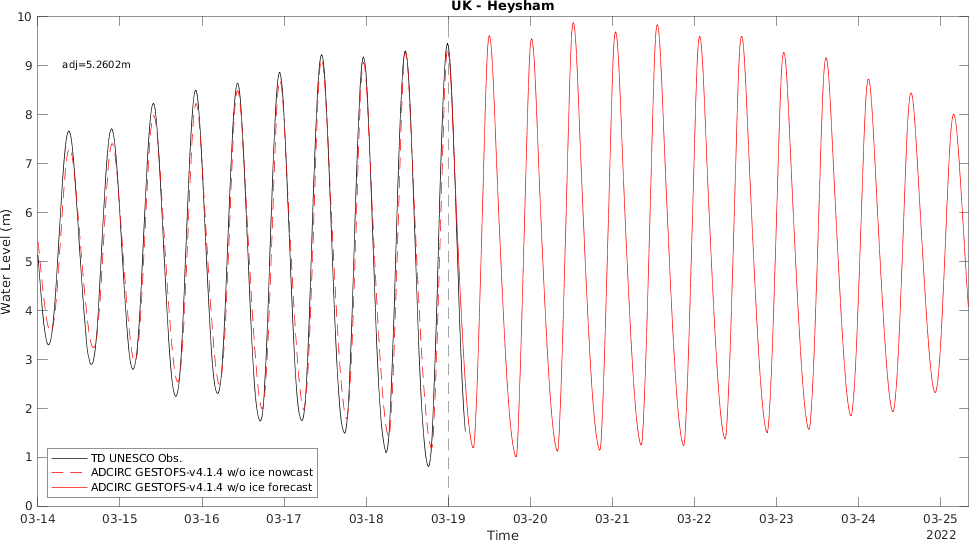 UK - Heysham
adj=5.2602m
10
9
8
7
6
5
4
3
2
1
0
Water Level (m)
TD UNESCO Obs.
ADCIRC GESTOFS-v4.1.4 w/o ice nowcast
ADCIRC GESTOFS-v4.1.4 w/o ice forecast
03-14 03-15 03-16 03-17 03-18 03-19 03-20 03-21 03-22 03-23 03-24 03-25
2022
Time